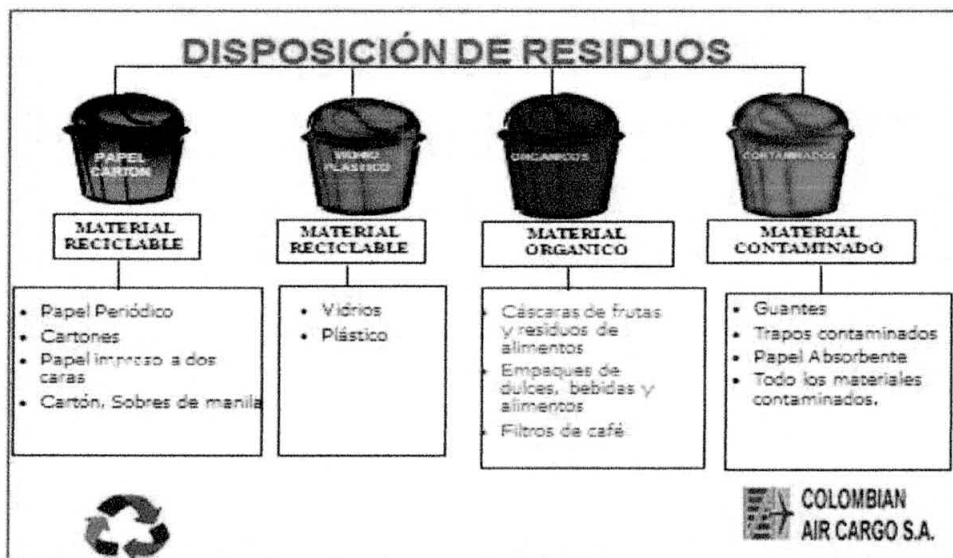 DISPOSICIÓN DE RESIDUOS
PAPEL
CARTON
VIDRIO
PLASTICO
ORGANICOS
CONTAMINADOS
MATERIAL
RECICLABLE
MATERIAL
RECICLABLE
MATERIAL
ORGANICO
MATERIAL
CONTAMINADO
• Papel Periódico
• Cartones
• Papel impreso a dos
caras
• Cartón. Sobres de manila
• Vidrios
• Plástico
• Cáscaras de frutas
y residuos de
alimentos
• Empaques de
dulces, bebidas y
alimentos
• Filtros de café
• Guantes
• Trapos contaminados
• Papel Absorbente
• Todo los materiales
contaminados.
COLOMBIAN
AIR CARGO S.A.